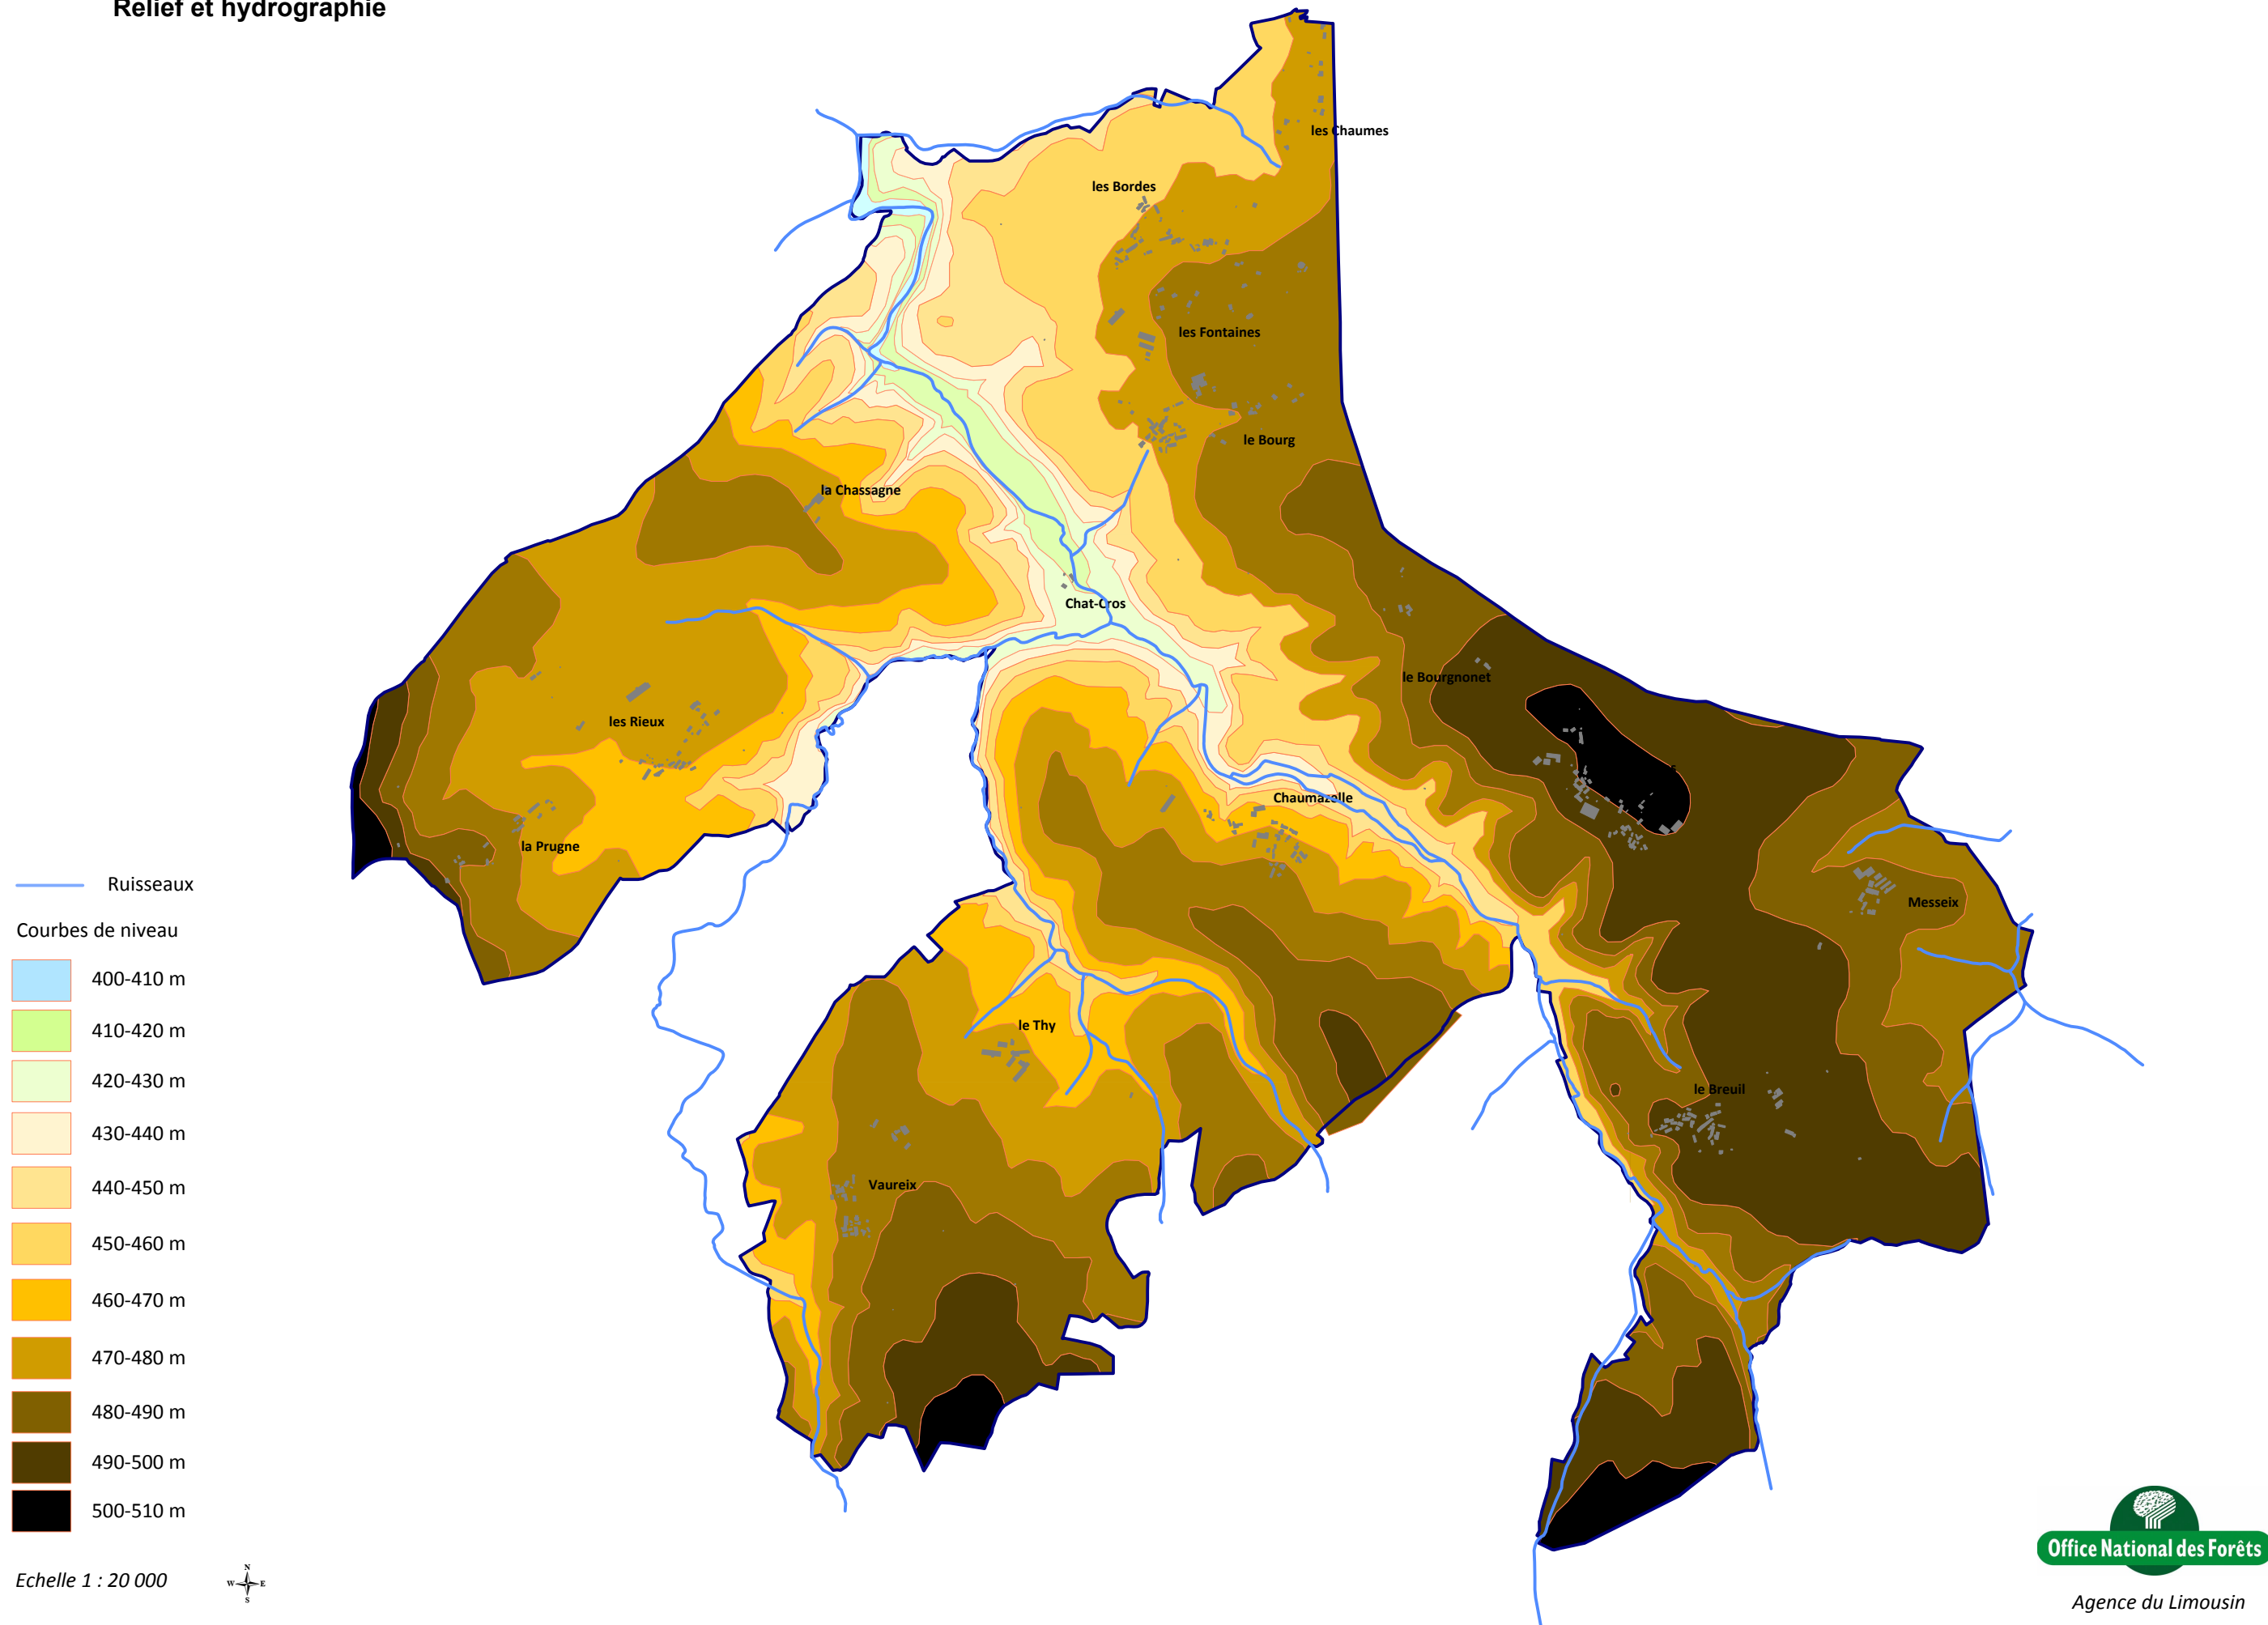 Relief et hydrographie
les Chaumes
les Bordes
les Fontaines
le Bourg
la Chassagne
Chat-Cros
le Bourgnonet
les Rieux
Chaumazelle
la Prugne
Messeix
le Thy
le Breuil
Vaureix
Ruisseaux
Courbes de niveau
400-410 m
410-420 m
420-430 m
430-440 m
440-450 m
450-460 m
460-470 m
470-480 m
480-490 m
490-500 m
500-510 m
Echelle 1 : 20 000
N
W E
S
Office National des Forêts
Agence du Limousin